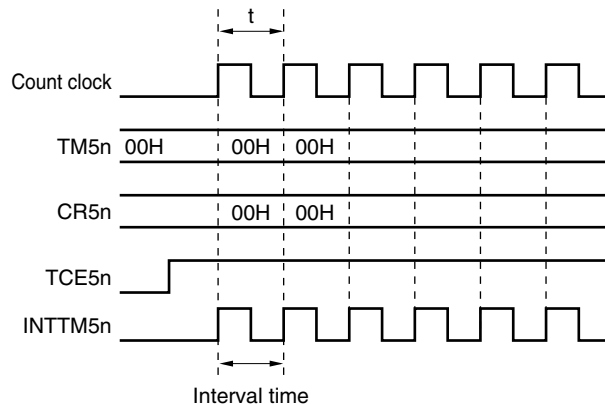 t
Count clock
TM5n 00H 00H 00H
CR5n 00H 00H
TCE5n
INTTM5n
Interval time